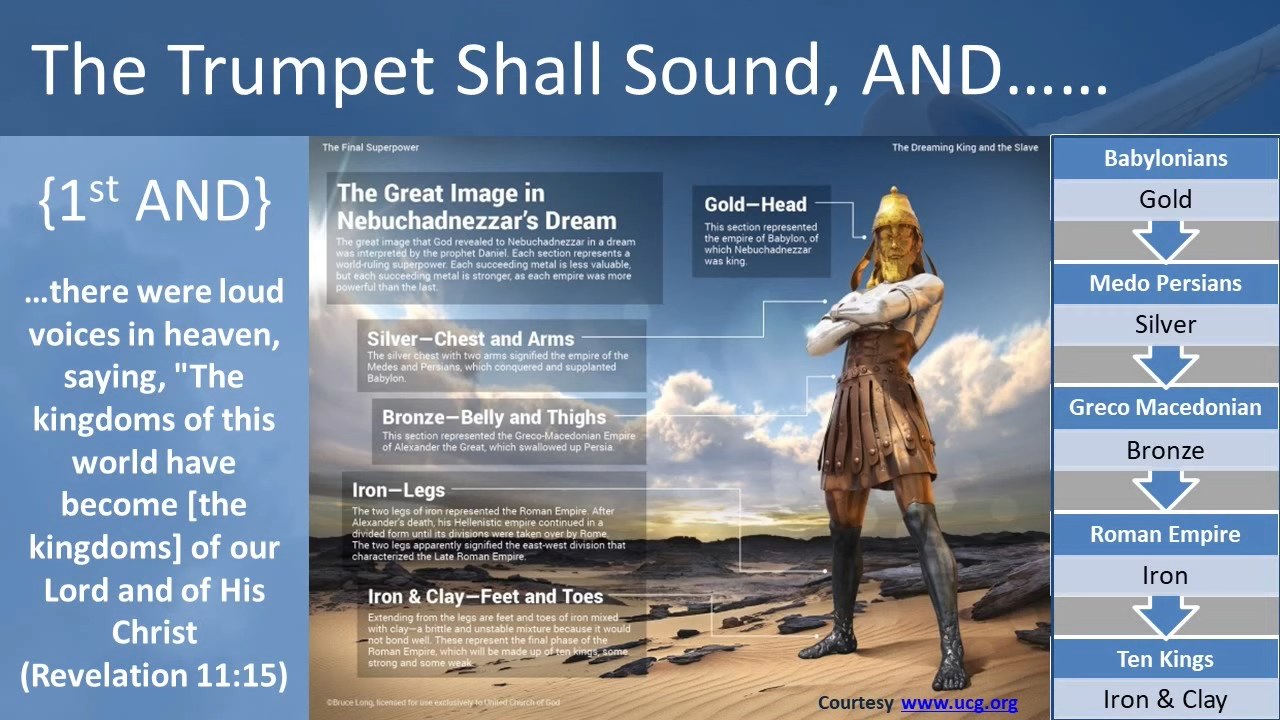 The Trumpet Shall Sound, AND……
{1st AND}
…there were loud
voices in heaven,
saying, "The
kingdoms of this
world have
become [the
kingdoms] of our
Lord and of His
Christ
(Revelation 11:15)
The Final Superpower
The Dreaming King and the Slave
The Great Image in
Nebuchadnezzar's Dream
The great image that God revealed to Nebuchadnezzar in a dream
was interpreted by the prophet Daniel. Each section represents a
world-ruling superpower. Each succeeding metal is less valuable,
but each succeeding metal is stronger, as each empire was more
powerful than the last.
Gold—Head
This section represented
the empire of Babylon, of
which Nebuchadnezzar
was king.
Silver—Chest and Arms
The silver chest with two arms signified the empire of the
Medes and Persians, which conquered and supplanted
Babylon.
Bronze—Belly and Thighs
This section represented the Greco-Macedonian Empire
of Alexander the Great, which swallowed up Persia.
Iron—Legs
The two legs of iron represented the Roman Empire. After
Alexander's death, his Hellenistic empire continued in a
divided form until its divisions were taken over by Rome.
The two legs apparently signified the east-west division that
characterized the Late Roman Empire.
Iron & Clay—Feet and Toes
Extending from the legs are feet and toes of iron mixed
with clay—a brittle and unstable mixture because it would
not bond well. These represent the final phase of the
Roman Empire, which will be made up of ten kings, some
strong and some weak.
©Bruce Long, licensed for use exclusively to United Church of God
Courtesy www.ucg.org
Babylonians
Gold
Medo Persians
Silver
Greco Macedonian
Bronze
Roman Empire
Iron
Ten Kings
Iron & Clay